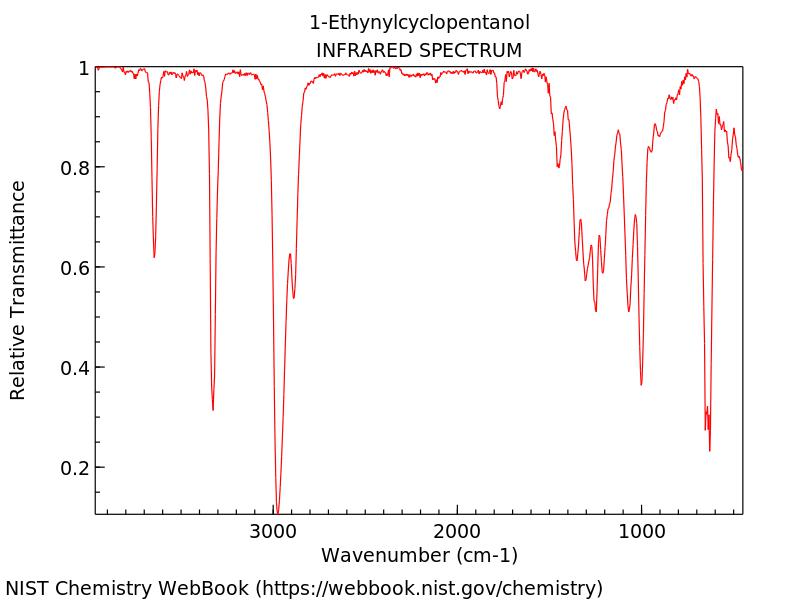 1-Ethynylcyclopentanol
INFRARED SPECTRUM
1
0.8
0.6
0.4
0.2
Relative Transmittance
3000 2000 1000
Wavenumber (cm-1)
NIST Chemistry WebBook (https://webbook.nist.gov/chemistry)